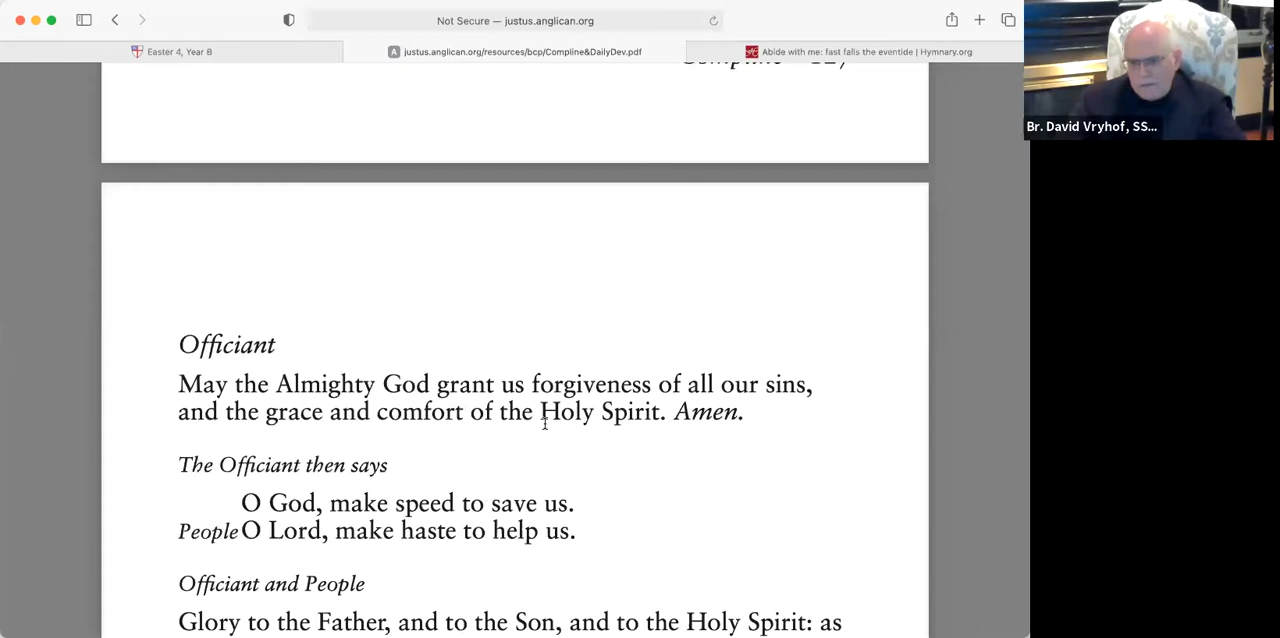 Not Secure — justus.anglican.org
Easter 4, Year B
justus.anglican.org/resources/bcp/Compline&DailyDev.pdf
Abide with me: fast falls the eventide | Hymnary.org
Br. David Vryhof, SS...
Officiant
May the Almighty God grant us forgiveness of all our sins,
and the grace and comfort of the Holy Spirit. Amen.
The Officiant then says
O God, make speed to save us.
People O Lord, make haste to help us.
Officiant and People
Glory to the Father, and to the Son, and to the Holy Spirit: as